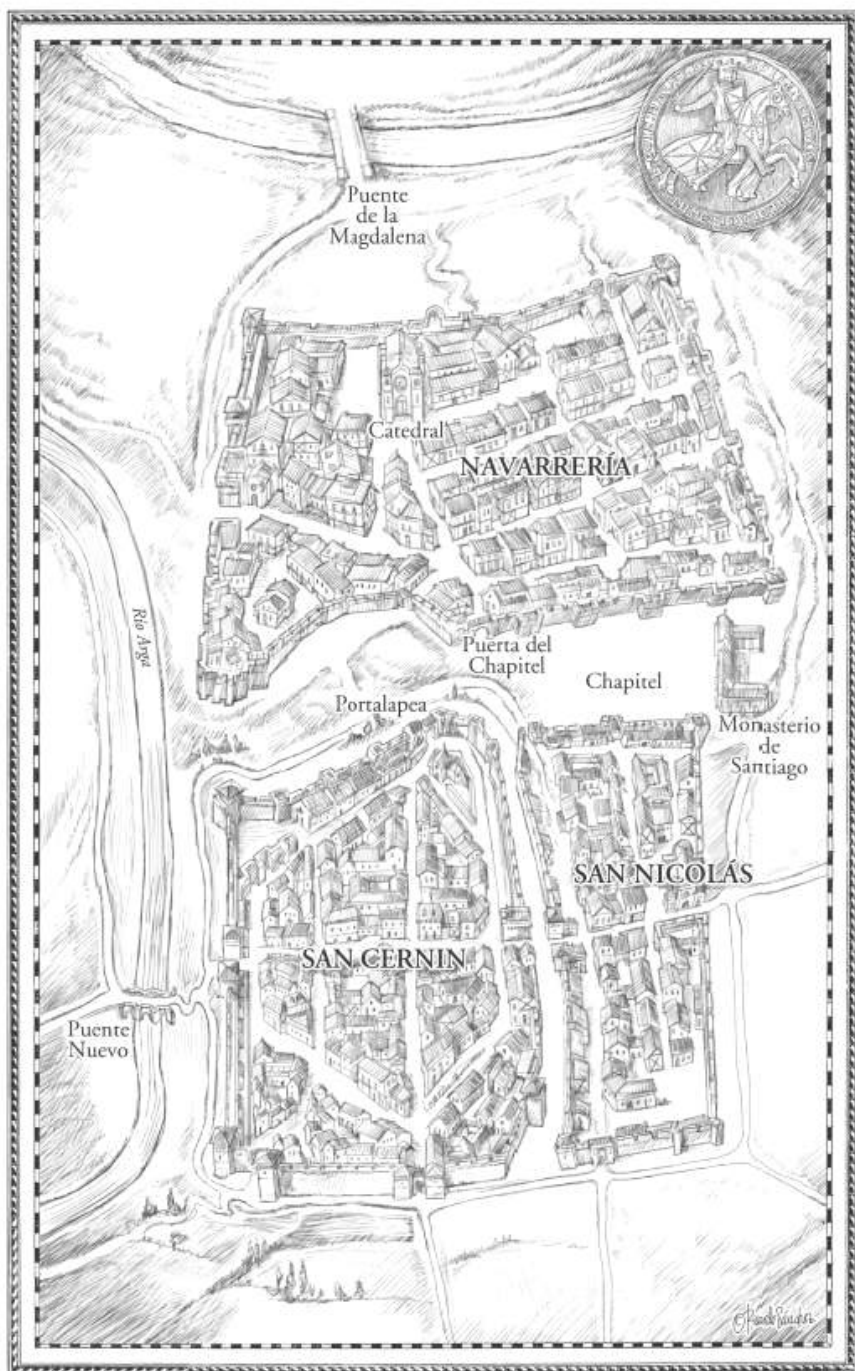 Puente
de la
Magdalena
Catedral
NAVARRERÍA
Río Arga
Puerta del
Chapitel
Chapitel
Portalapea
Monasterio
de
Santiago
SAN NICOLÁS
SAN CERNIN
Puente
Nuevo